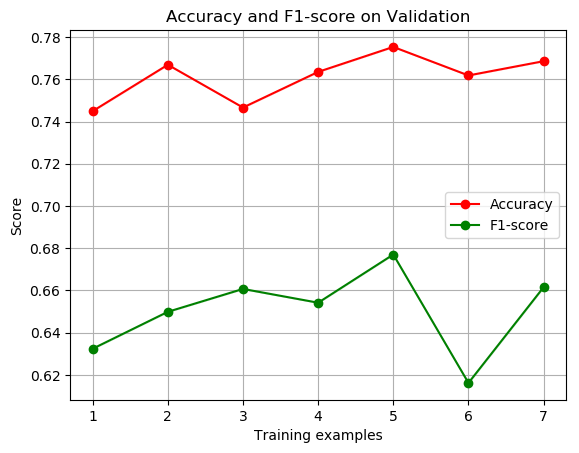 Accuracy and F1-score on Validation
0.78
0.76
0.74
0.72
0.70
0.68
0.66
0.64
0.62
Score
Accuracy
F1-score
1 2 3 4 5 6 7
Training examples